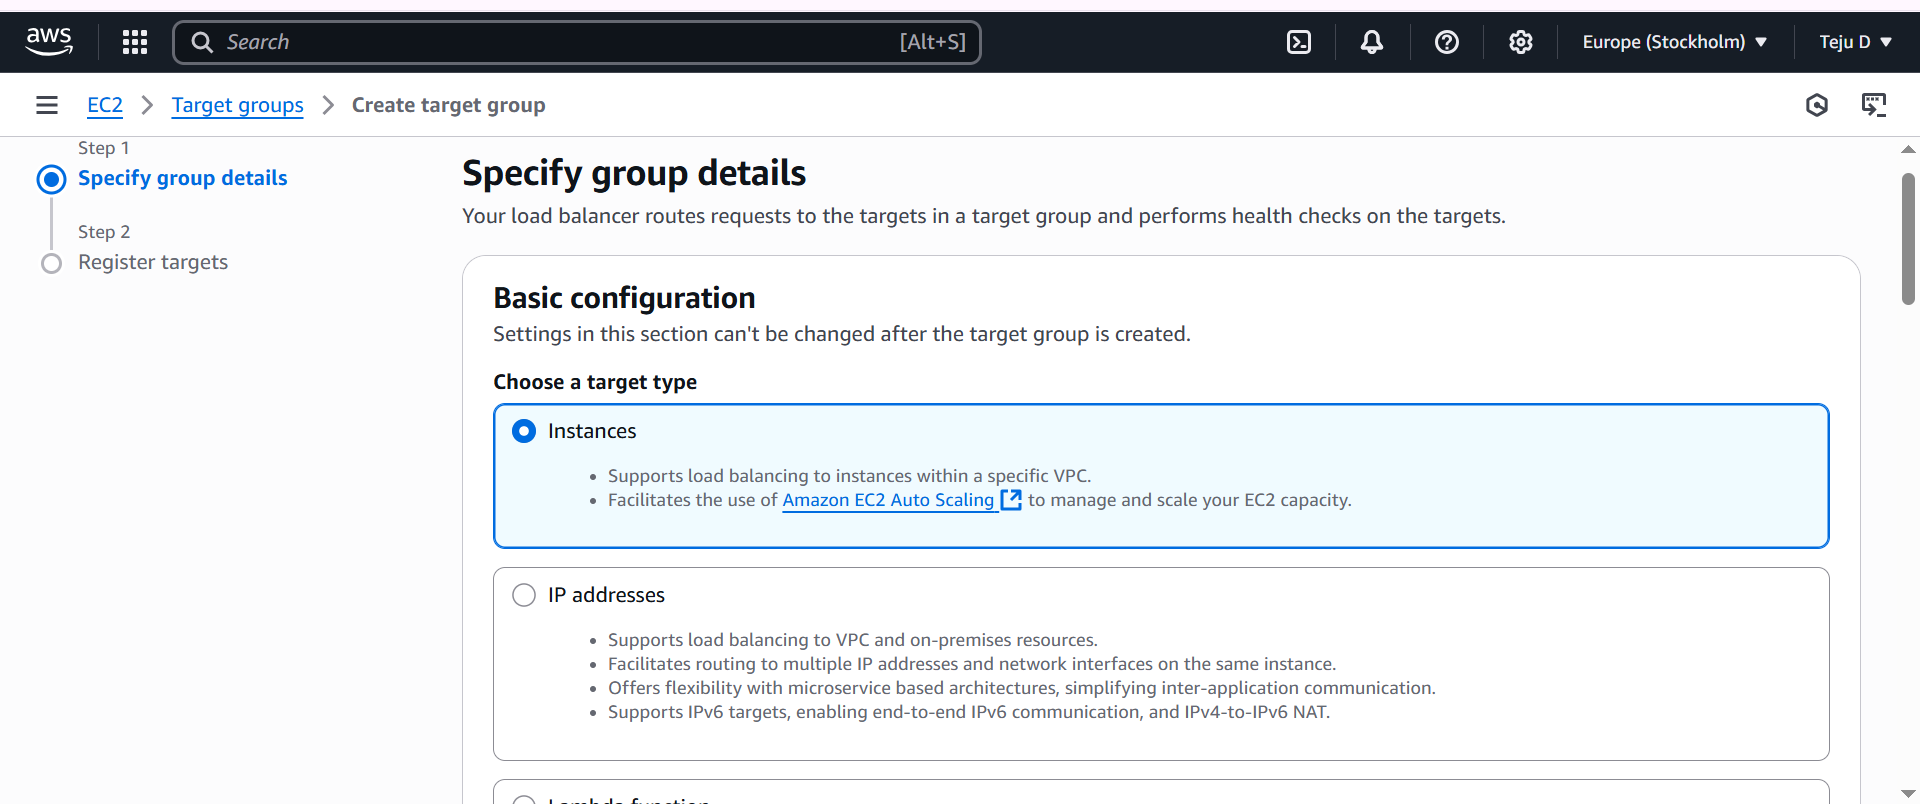 aws
Search [Alt+S]
Europe (Stockholm)
Teju D
EC2
Target groups
Create target group
Step 1
Specify group details
Step 2
Register targets
Specify group details
Your load balancer routes requests to the targets in a target group and performs health checks on the targets.
Basic configuration
Settings in this section can't be changed after the target group is created.
Choose a target type
Instances
• Supports load balancing to instances within a specific VPC.
• Facilitates the use of Amazon EC2 Auto Scaling to manage and scale your EC2 capacity.
IP addresses
• Supports load balancing to VPC and on-premises resources.
• Facilitates routing to multiple IP addresses and network interfaces on the same instance.
• Offers flexibility with microservice based architectures, simplifying inter-application communication.
• Supports IPv6 targets, enabling end-to-end IPv6 communication, and IPv4-to-IPv6 NAT.
Lambda function